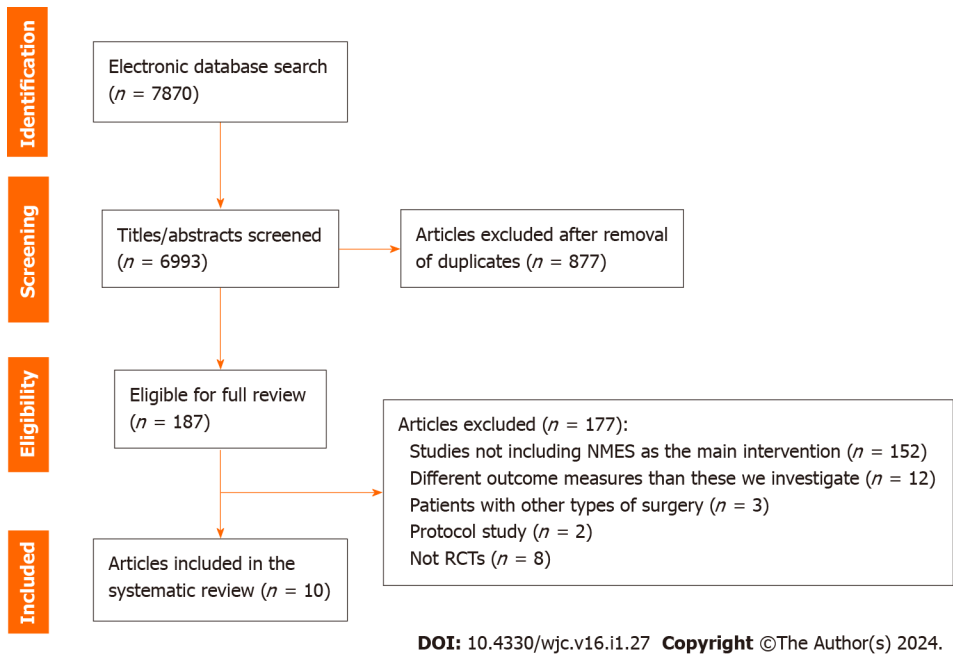 Identification
Electronic database search
(n = 7870)
Screening
Titles/abstracts screened
(n = 6993)
Articles excluded after removal
of duplicates (n = 877)
Eligibility
Eligible for full review
(n = 187)
Articles excluded (n = 177):
Studies not including NMES as the main intervention (n = 152)
Different outcome measures than these we investigate (n = 12)
Patients with other types of surgery (n = 3)
Protocol study (n = 2)
Not RCTs (n = 8)
Included
Articles included in the
systematic review (n = 10)
DOI: 10.4330/wjc.v16.i1.27 Copyright ©The Author(s) 2024.